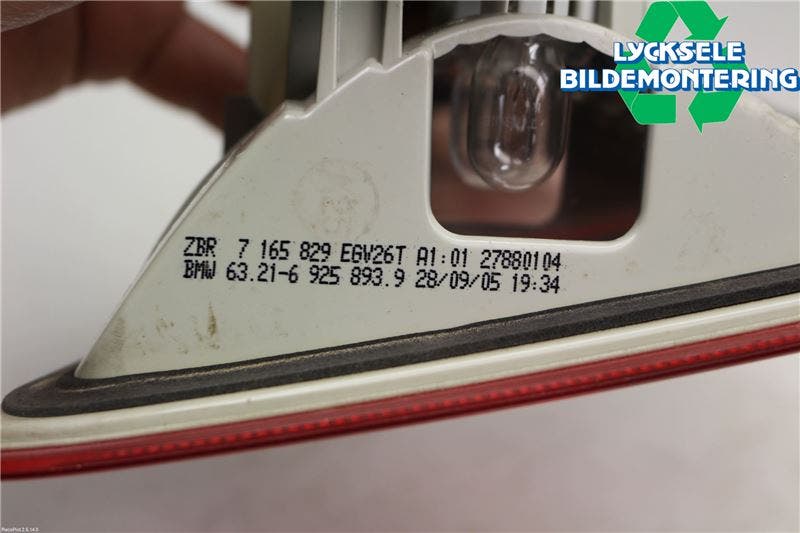 LYCKSELE
BILDEMONTERING
ZBR 7 165 829 EGV26T A1:01 27880104
BMW 63.21-6 925 893.9 28/09/05 19:34